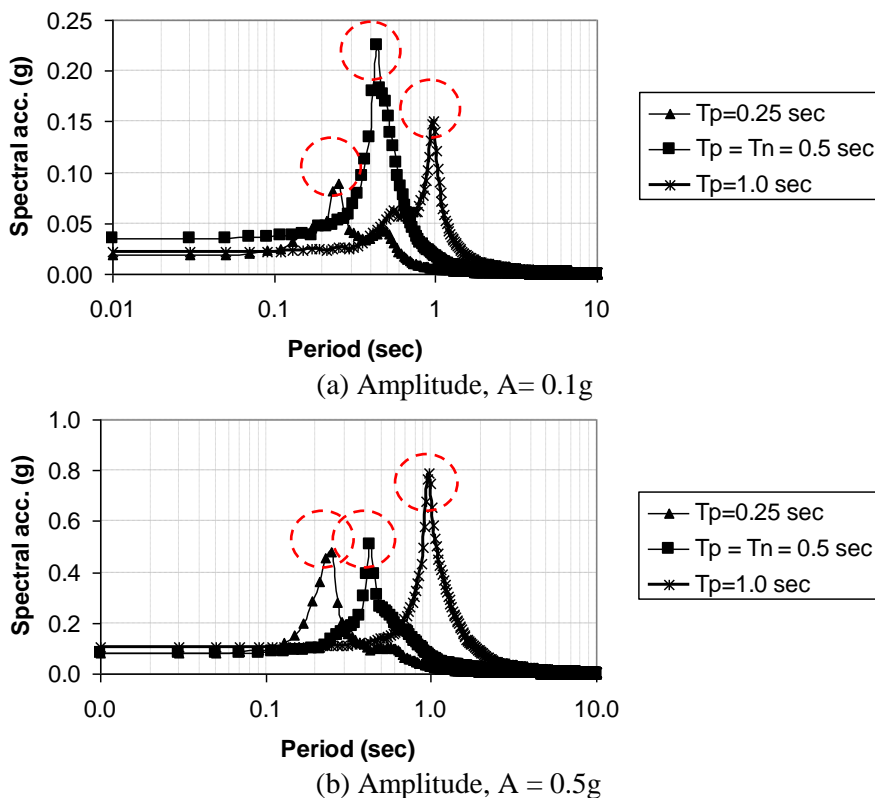 0.25
0.20
0.15
0.10
0.05
0.00
Spectral acc. (g)
0.01
0.1
1
10
Period (sec)
Tp=0.25 sec
Tp = Tn = 0.5 sec
Tp=1.0 sec
(a) Amplitude, A= 0.1g
1.0
0.8
0.6
0.4
0.2
0.0
Spectral acc. (g)
0.0
0.1
1.0
10.0
Period (sec)
Tp=0.25 sec
Tp = Tn = 0.5 sec
Tp=1.0 sec
(b) Amplitude, A = 0.5g